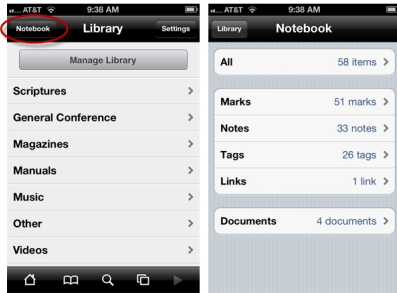 AT&T 9:38 AM
Notebook Library Settings
Manage Library
Scriptures
General Conference
Magazines
Manuals
Music
Other
Videos
AT&T 9:38 AM
Library Notebook
All 58 items
Marks 51 marks
Notes 33 notes
Tags 26 tags
Links 1 link
Documents 4 documents